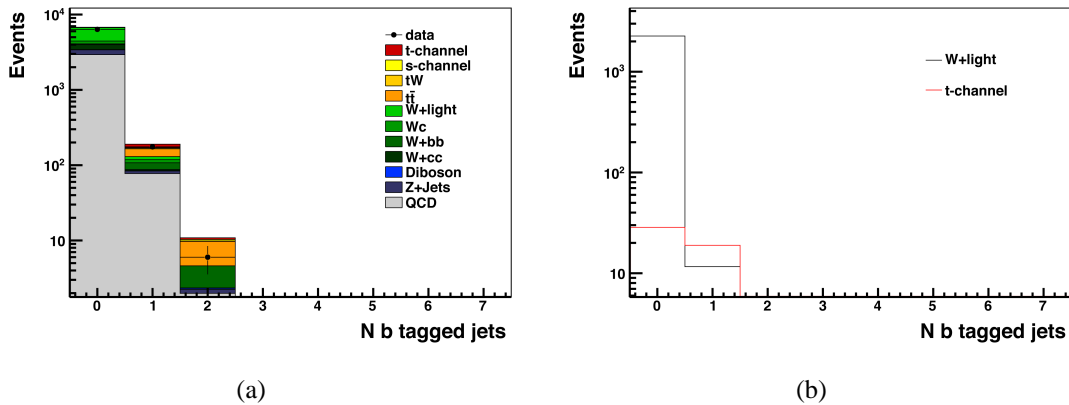 Events
10⁴
10³
10²
10
data
t-channel
s-channel
tW
tt̄
W+light
Wc
W+bb
W+cc
Diboson
Z+Jets
QCD
0 1 2 3 4 5 6 7
N b tagged jets
(a)
Events
10³
10²
10
W+light
t-channel
0 1 2 3 4 5 6 7
N b tagged jets
(b)